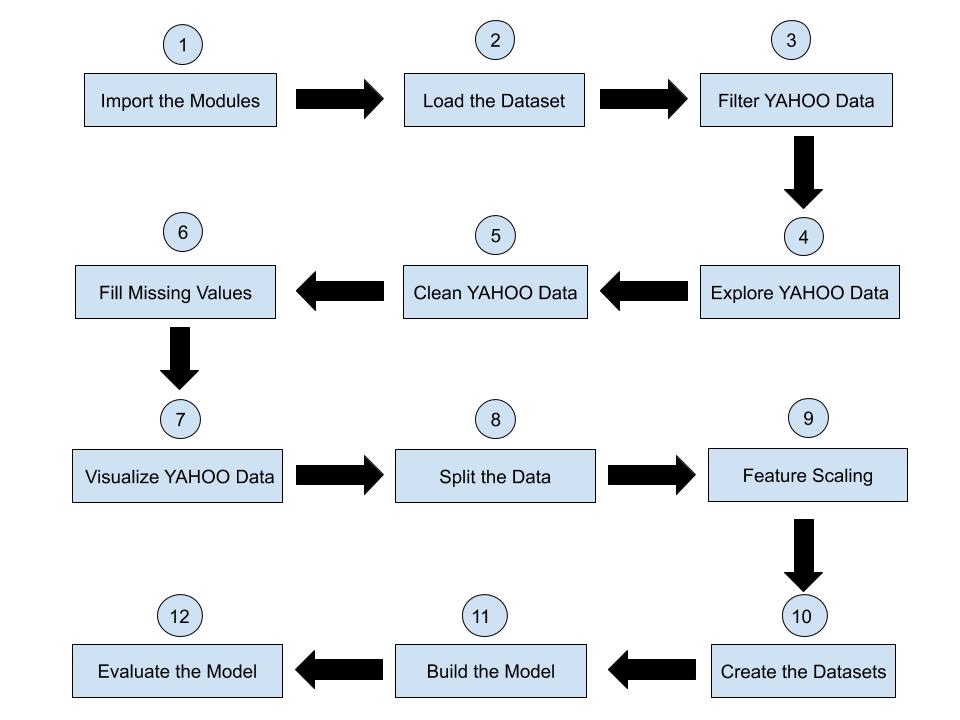 1
Import the Modules
2
Load the Dataset
3
Filter YAHOO Data
4
Explore YAHOO Data
5
Clean YAHOO Data
6
Fill Missing Values
7
Visualize YAHOO Data
8
Split the Data
9
Feature Scaling
10
Create the Datasets
11
Build the Model
12
Evaluate the Model